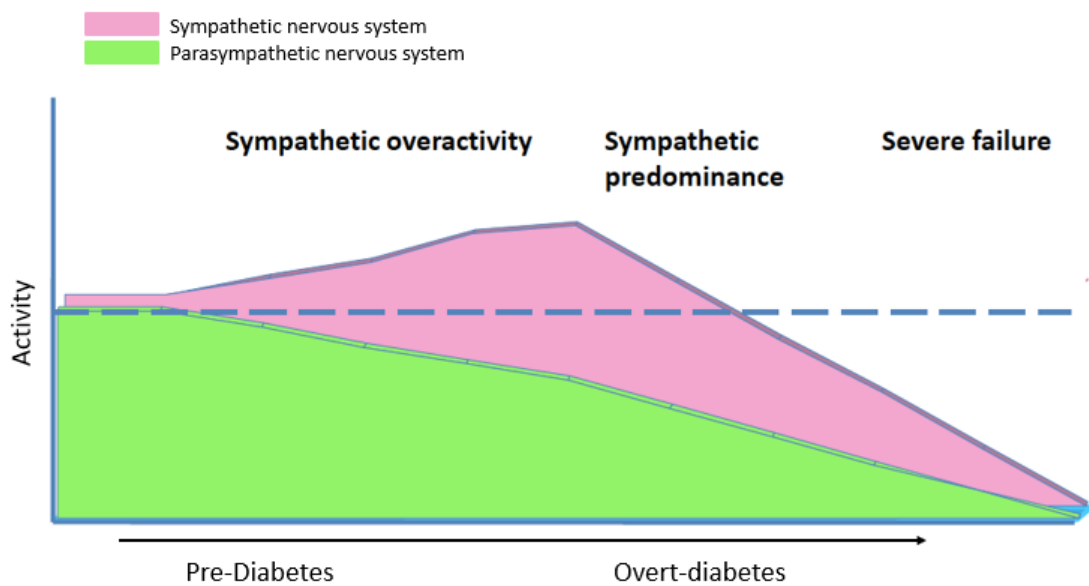 Sympathetic nervous system
Parasympathetic nervous system
Sympathetic overactivity
Sympathetic
predominance
Severe failure
Activity
Pre-Diabetes
Overt-diabetes